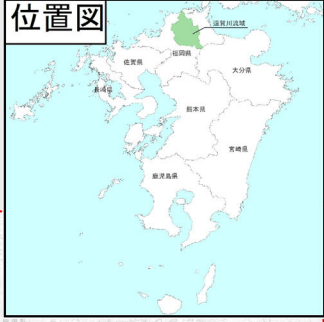 位置図
遠賀川流域
福岡県
佐賀県
大分県
長崎県
熊本県
宮崎県
鹿児島県